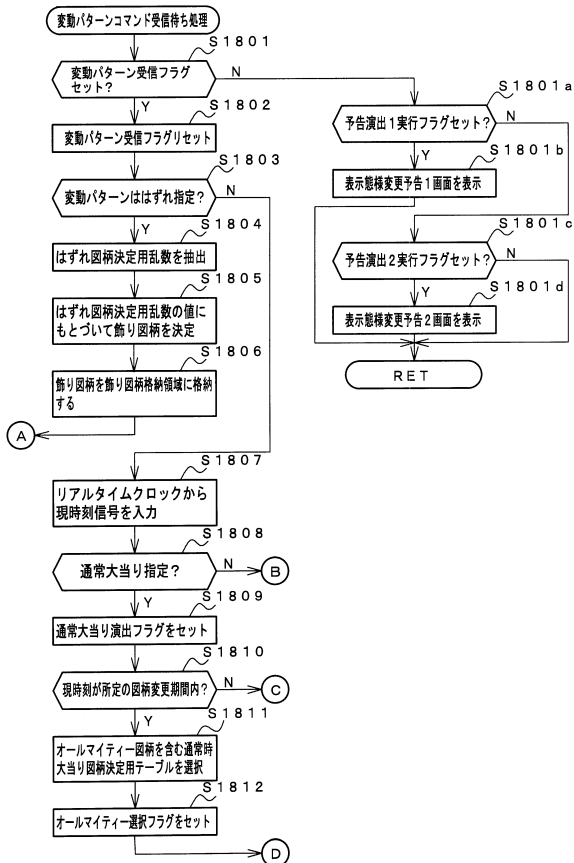 変動パターンコマンド受信待ち処理
S1801
変動パターン受信フラグ
セット?
N
Y
S1802
変動パターン受信フラグリセット
S1803
変動パターンははずれ指定?
N
Y
S1804
はずれ図柄決定用乱数を抽出
S1805
はずれ図柄決定用乱数の値に
もとづいて飾り図柄を決定
S1806
飾り図柄を飾り図柄格納領域に格納
する
A
S1807
リアルタイムクロックから
現時刻信号を入力
S1808
通常大当り指定?
N
B
Y
S1809
通常大当り演出フラグをセット
S1810
現時刻が所定の図柄変更期間内?
N
C
Y
S1811
オールマイティー図柄を含む通常時
大当り図柄決定用テーブルを選択
S1812
オールマイティー選択フラグをセット
D
S1801a
予告演出1実行フラグセット?
N
Y
S1801b
表示態様変更予告1画面を表示
S1801c
予告演出2実行フラグセット?
N
Y
S1801d
表示態様変更予告2画面を表示
RET